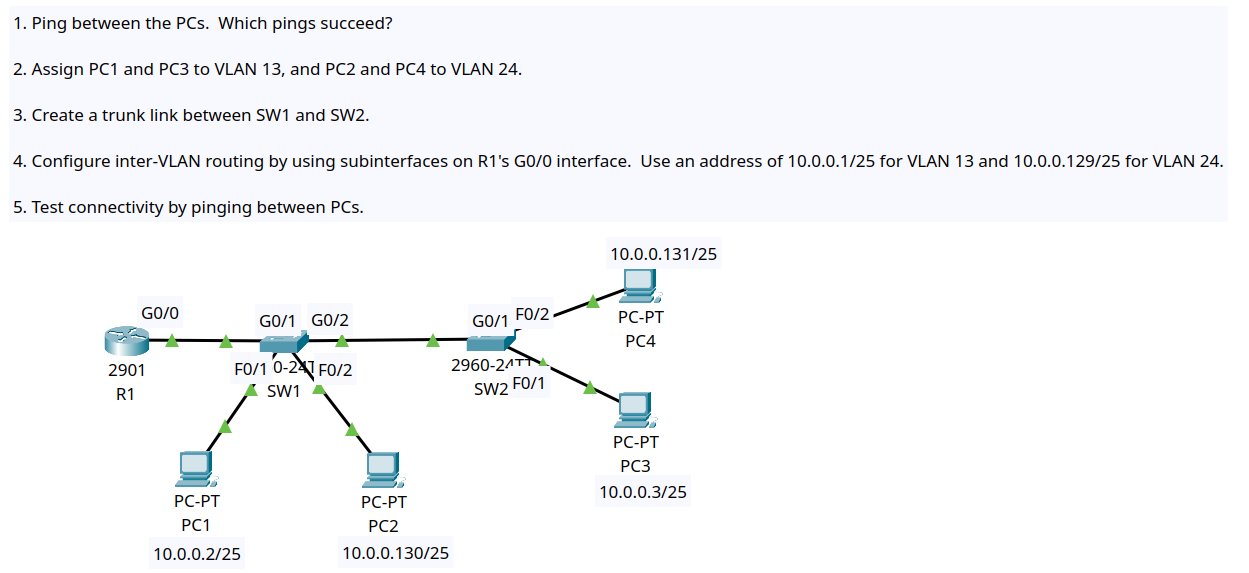 1. Ping between the PCs.  Which pings succeed?
2. Assign PC1 and PC3 to VLAN 13, and PC2 and PC4 to VLAN 24.
3. Create a trunk link between SW1 and SW2.
4. Configure inter-VLAN routing by using subinterfaces on R1's G0/0 interface.  Use an address of 10.0.0.1/25 for VLAN 13 and 10.0.0.129/25 for VLAN 24.
5. Test connectivity by pinging between PCs.
10.0.0.131/25
G0/0
G0/1
G0/2
G0/1
F0/2
PC-PT
PC4
2901
R1
F0/1
0-24T
F0/2
SW1
2960-24TT
SW2
F0/1
PC-PT
PC3
10.0.0.3/25
PC-PT
PC1
10.0.0.2/25
PC-PT
PC2
10.0.0.130/25